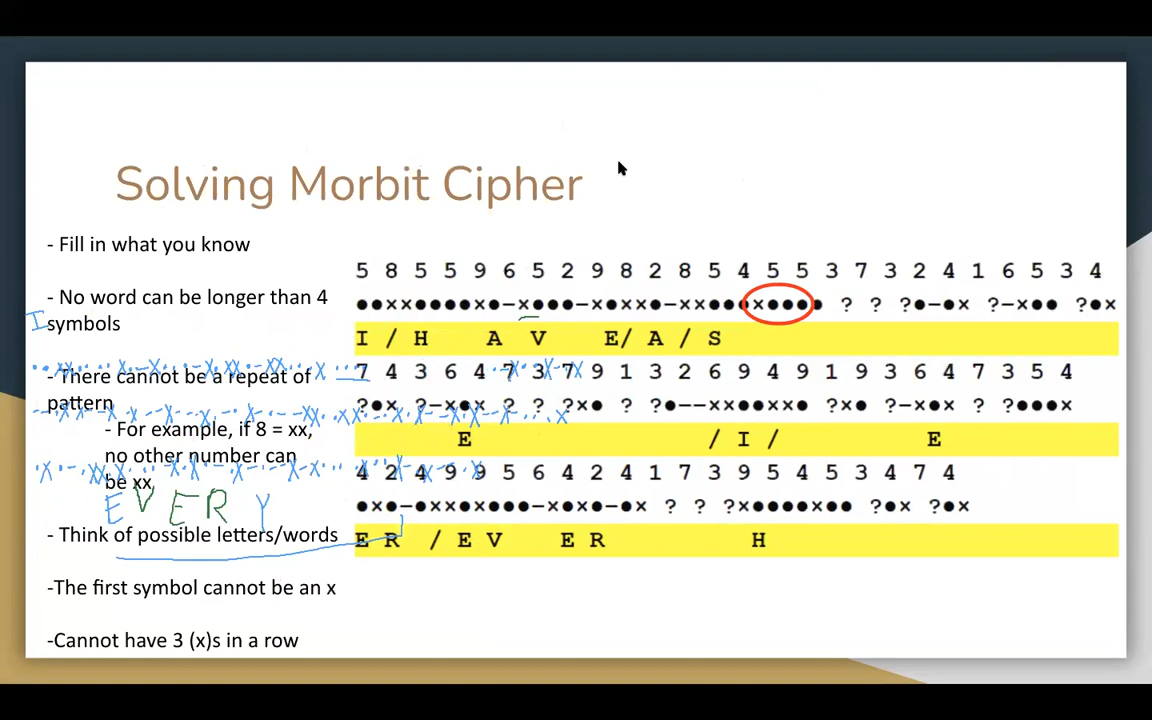 Solving Morbit Cipher
- Fill in what you know
- No word can be longer than 4
symbols
- There cannot be a repeat of
pattern
- For example, if 8 = xx,
no other number can
be xx
- Think of possible letters/words
-The first symbol cannot be an x
-Cannot have 3 (x)s in a row
I
E V E R Y
5 8 5 5 9 6 5 2 9 8 2 8 5 4 5 5 3 7 3 2 4 1 6 5 3 4
●●xx●●●●x●–x●●●–x●xx●–xx●●●x●●●● ? ? ?●–●x ?–x●● ?●x
I / H A V E/ A / S
7 4 3 6 4 7 3 7 9 1 3 2 6 9 4 9 1 9 3 6 4 7 3 5 4
?●x ?–x●x ? ? ?x● ? ?●––xx●●xx● ?x● ?–x●x ? ?●●●x
E / I / E
4 2 4 9 9 5 6 4 2 4 1 7 3 9 5 4 5 3 4 7 4
●x●–●xx●x●●●–x●x●–●x ? ? ?x●●●●x●● ?●x ?●x
E R / E V E R H